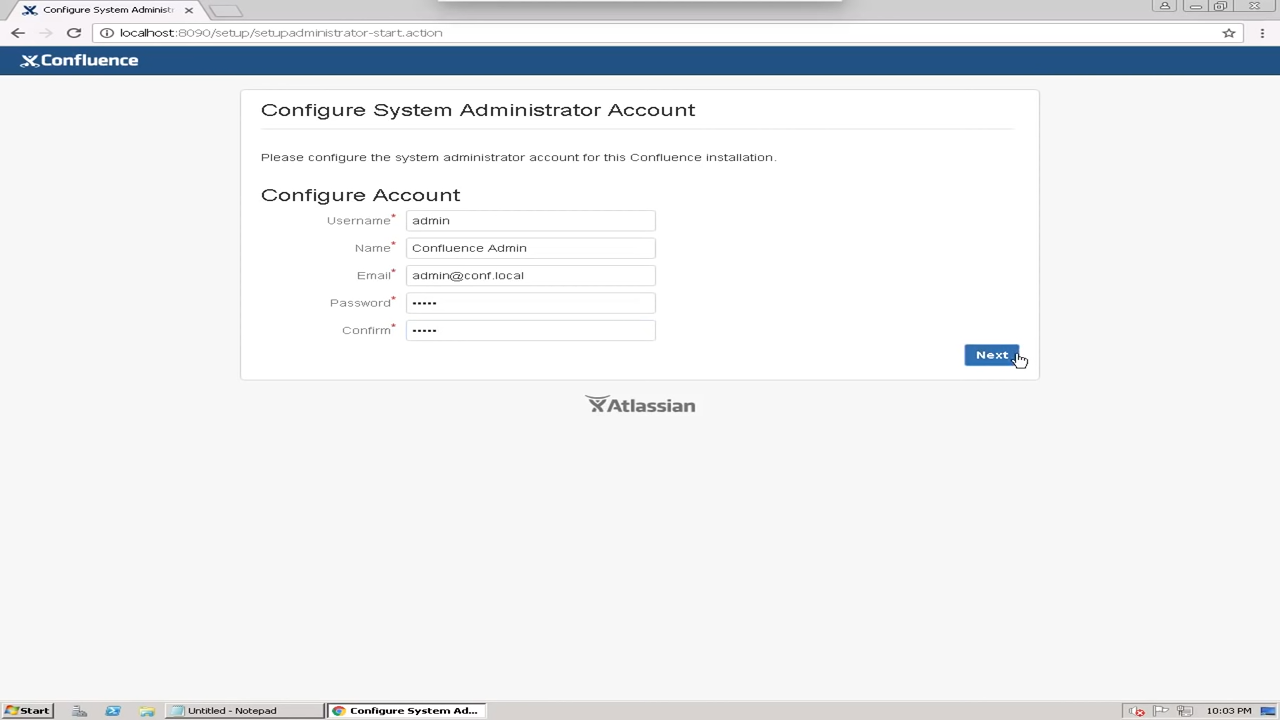 Configure System Administr
localhost:8090/setup/setupadministrator-start.action
Confluence
Configure System Administrator Account
Please configure the system administrator account for this Confluence installation.
Configure Account
Username* admin
Name* Confluence Admin
Email* admin@conf.local
Password* •••••
Confirm* •••••
Next
Atlassian
Start
Untitled - Notepad
Configure System Ad...
10:03 PM